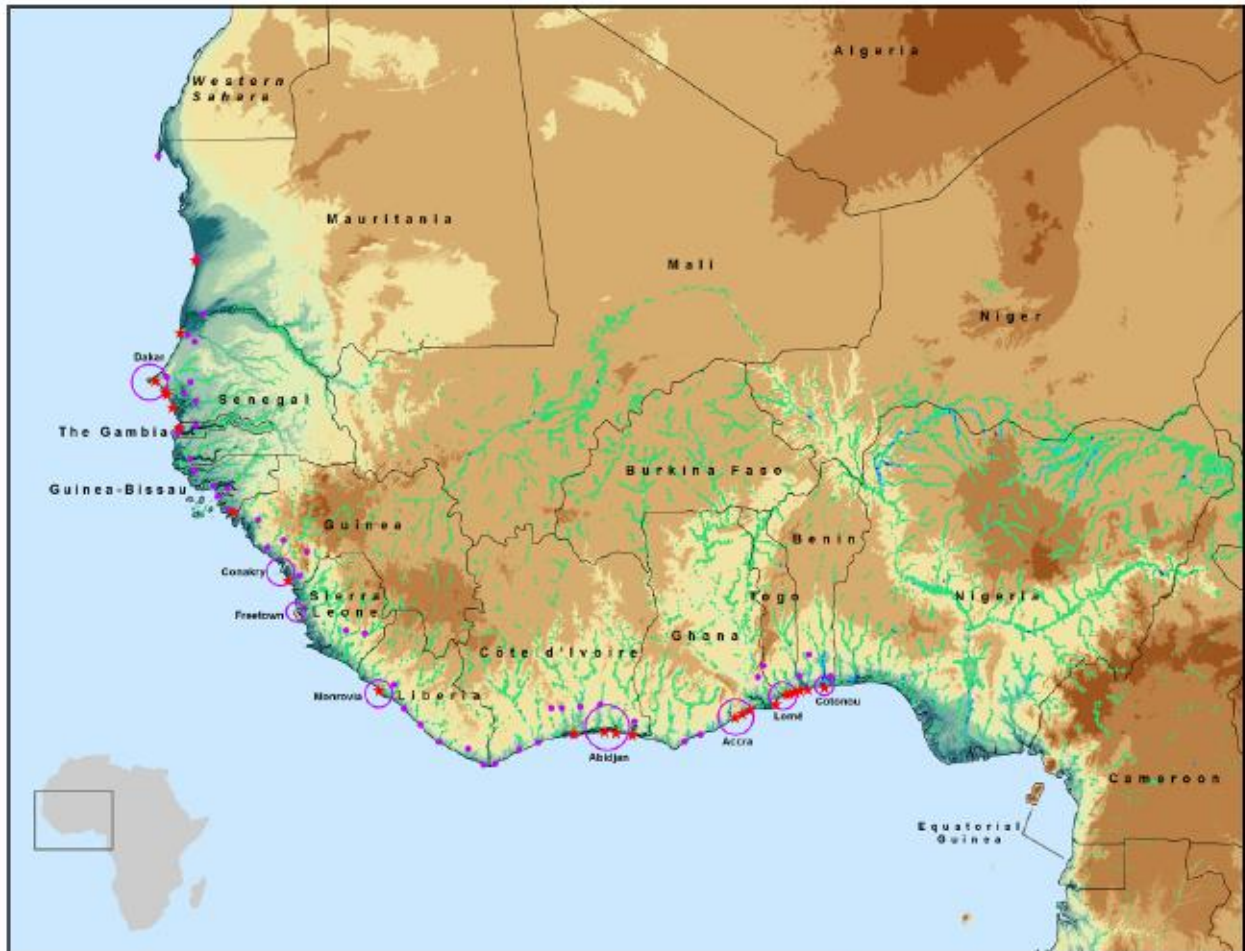 Algeria
Western
Sahara
Mauritania
Mali
Niger
Dakar
Senegal
The Gambia
Burkina Faso
Guinea-Bissau
Guinea
Benin
Conakry
Sierra
Leone
Togo
Nigeria
Freetown
Ghana
Côte d'Ivoire
Monrovia
Liberia
Cotonou
Lomé
Accra
Abidjan
Cameroon
Equatorial
Guinea